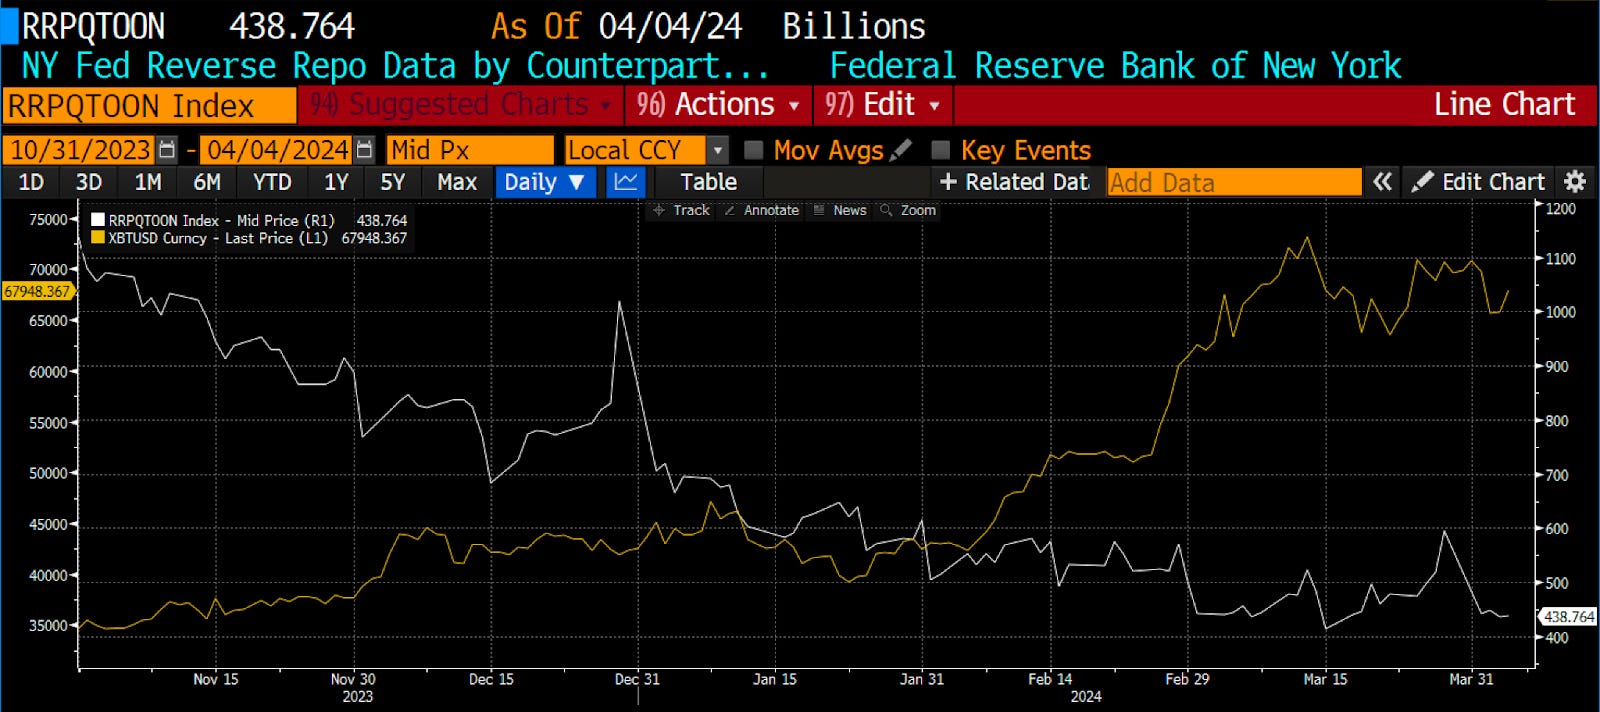 RRPQTOON 438.764 As Of 04/04/24 Billions
NY Fed Reverse Repo Data by Counterpart... Federal Reserve Bank of New York
RRPQTOON Index 94) Suggested Charts 96) Actions 97) Edit Line Chart
10/31/2023 - 04/04/2024 Mid Px Local CCY Mov Avgs Key Events
1D 3D 1M 6M YTD 1Y 5Y Max Daily ▼ Table + Related Dat Add Data « Edit Chart
Track Annotate News Zoom
RRPQTOON Index - Mid Price (R1) 438.764
XBTUSD Curncy - Last Price (L1) 67948.367
75000
70000
67948.367
65000
60000
55000
50000
45000
40000
35000
1200
1100
1000
900
800
700
600
500
438.764
400
Nov 15 Nov 30 Dec 15 Dec 31 Jan 15 Jan 31 Feb 14 Feb 29 Mar 15 Mar 31
2023 2024